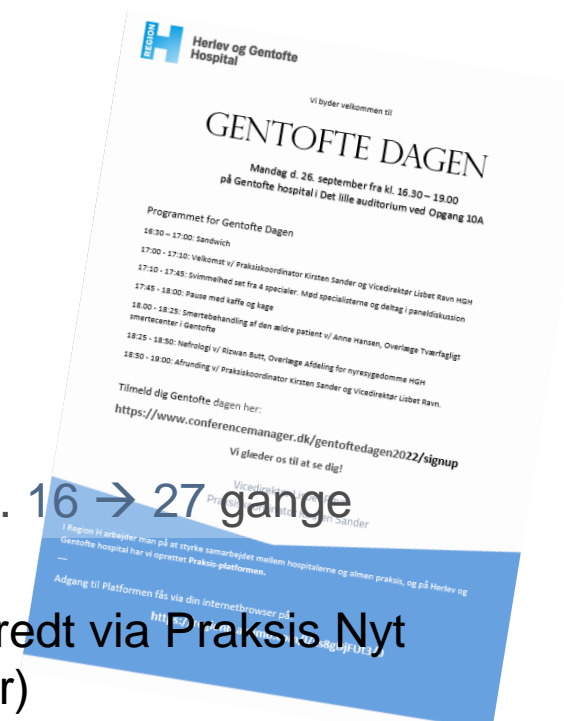 REGION
H
Herlev og Gentofte
Hospital
Vi byder velkommen til
GENTOFTE DAGEN
Mandag d. 26. september fra kl. 16.30 – 19.00
på Gentofte hospital i Det lille auditorium ved Opgang 10A
Programmet for Gentofte Dagen
16:30 – 17:00: Sandwich
17:00 - 17:10: Velkomst v/ Praksiskoordinator Kirsten Sander og Vicedirektør Lisbet Ravn HGH
17:10 - 17:45: Svimmelhed set fra 4 specialer. Mød specialisterne og deltag i paneldiskussion
17:45 - 18:00: Pause med kaffe og kage
18.00 - 18:25: Smertebehandling af den ældre patient v/ Anne Hansen, Overlæge Tværfagligt
smertecenter i Gentofte
18:25 - 18:50: Nefrologi v/ Rizwan Butt, Overlæge Afdeling for nyresygedomme HGH
18:50 - 19:00: Afrunding v/ Praksiskoordinator Kirsten Sander og Vicedirektør Lisbet Ravn.
Tilmeld dig Gentofte dagen her:
https://www.conferencemanager.dk/gentoftedagen2022/signup
Vi glæder os til at se dig!
Vicedirektør Lisbet
. 16 → 27 gange
Sander
I Region H arbejder man på at styrke samarbejdet mellem hospitalerne og almen praksis, og på Herlev og
Gentofte hospital har vi oprettet Praksis-platformen.
Adgang til Platformen fås via din internetbrowser på:
redt via Praksis Nyt
r)